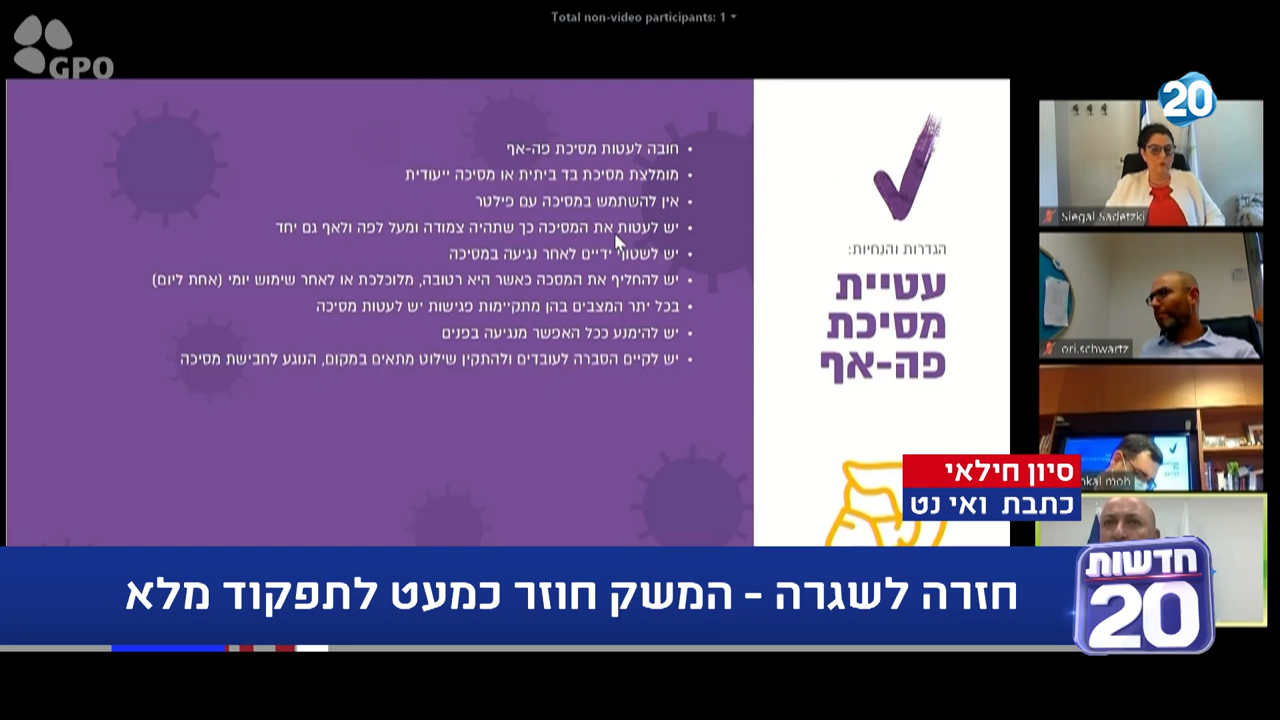 Total non-video participants: 1
GPO
20
חובה לעטות מסיכת פה-אף
מומלצת מסיכת בד ביתית או מסיכה ייעודית
אין להשתמש במסיכה עם פילטר
יש לעטות את המסיכה כך שתהיה צמודה ומעל לפה ולאף גם יחד
יש לשטוף ידיים לאחר נגיעה במסיכה
יש להחליף את המסכה כאשר היא רטובה, מלוכלכת או לאחר שימוש יומי (אחת ליום)
בכל יתר המצבים בהן מתקיימות פגישות יש לעטות מסיכה
יש להימנע ככל האפשר מנגיעה בפנים
יש לקיים הסברה לעובדים ולהתקין שילוט מתאים במקום, הנוגע לחבישת מסיכה
הגדרות והנחיות:
עטיית
מסיכת
פה-אף
Siegal Sadetzki
ori.schwartz
nkal moh
סיון חילאי
כתבת ואי נט
חזרה לשגרה - המשק חוזר כמעט לתפקוד מלא
חדשות
20